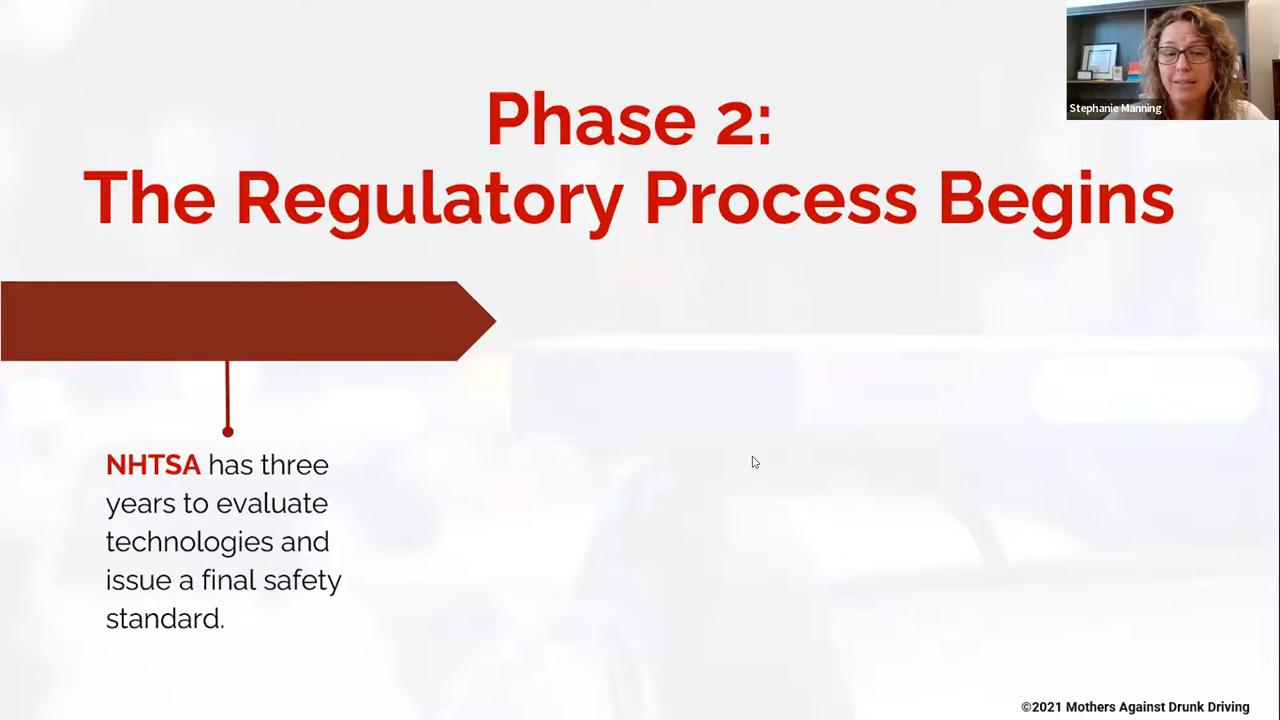 Stephanie Manning
Phase 2:
The Regulatory Process Begins
NHTSA has three
years to evaluate
technologies and
issue a final safety
standard.
©2021 Mothers Against Drunk Driving